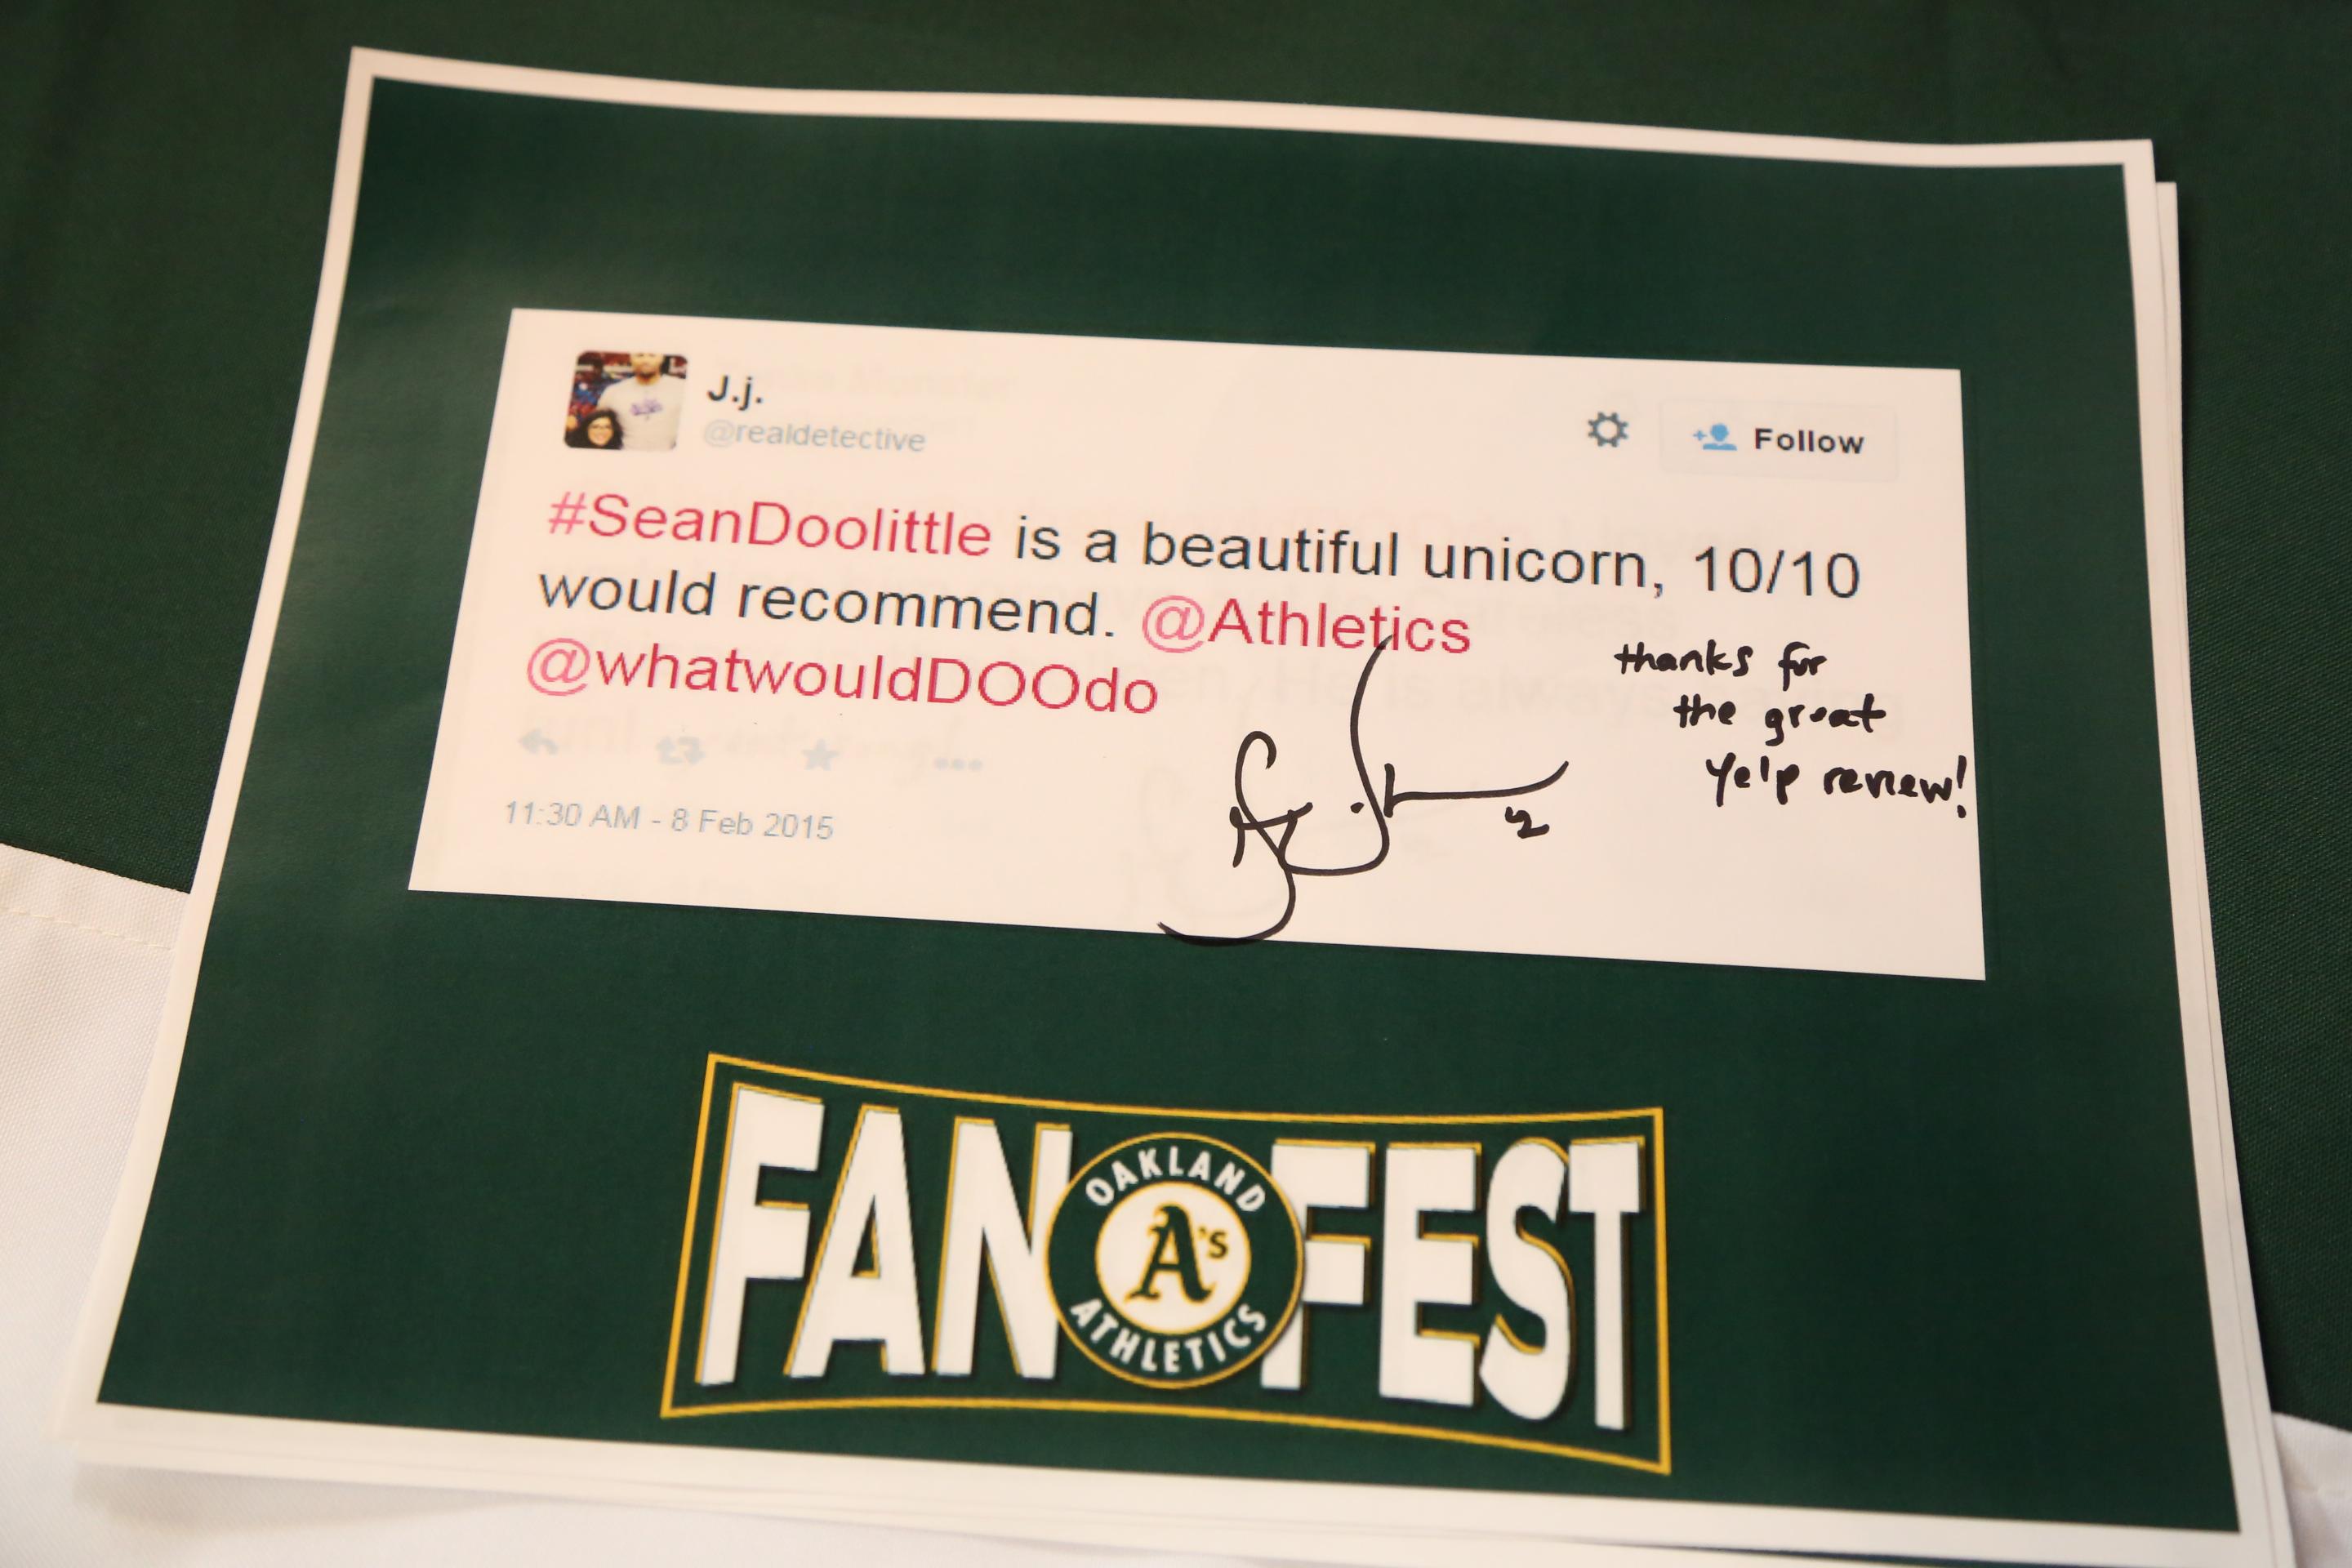 J.j.
@realdetective
Follow
#SeanDoolittle is a beautiful unicorn, 10/10
would recommend. @Athletics
@whatwouldDOOdo
thanks for
the great
yelp review!
11:30 AM - 8 Feb 2015
FAN FEST
OAKLAND
A's
ATHLETICS